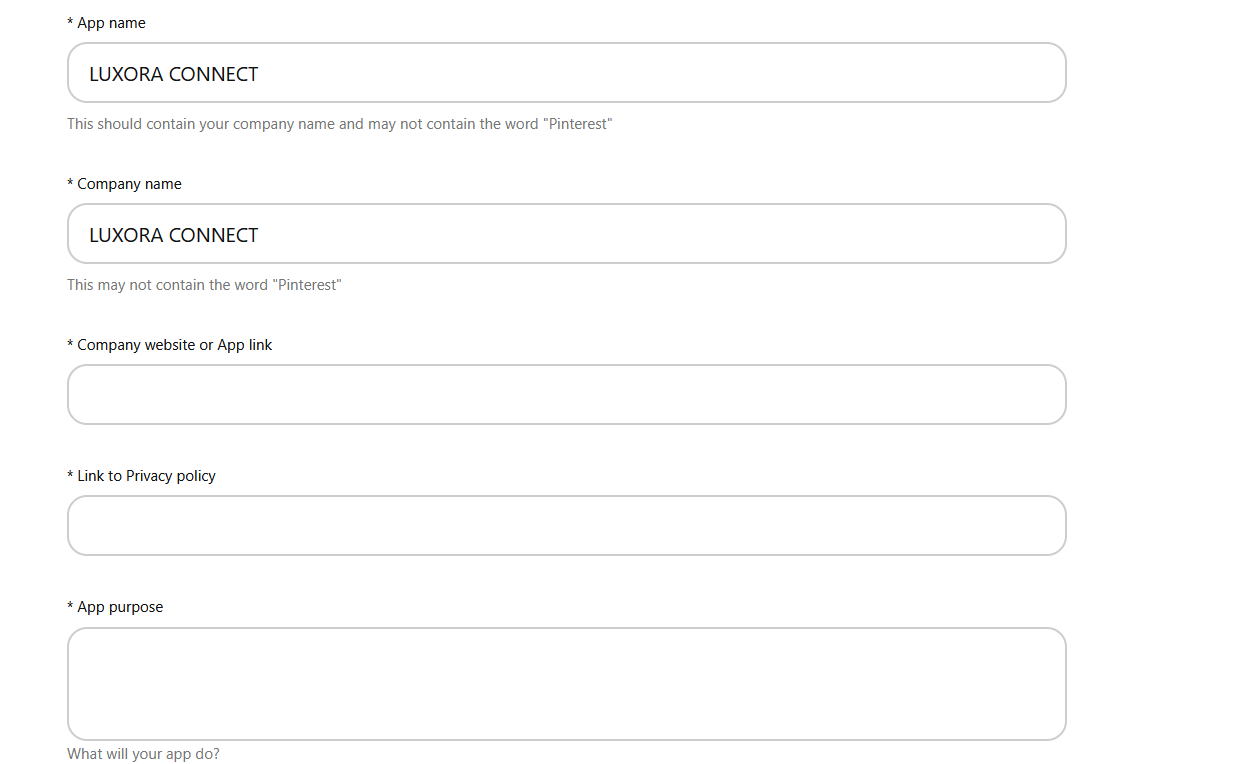 * App name
LUXORA CONNECT
This should contain your company name and may not contain the word "Pinterest"
* Company name
LUXORA CONNECT
This may not contain the word "Pinterest"
* Company website or App link
* Link to Privacy policy
* App purpose
What will your app do?